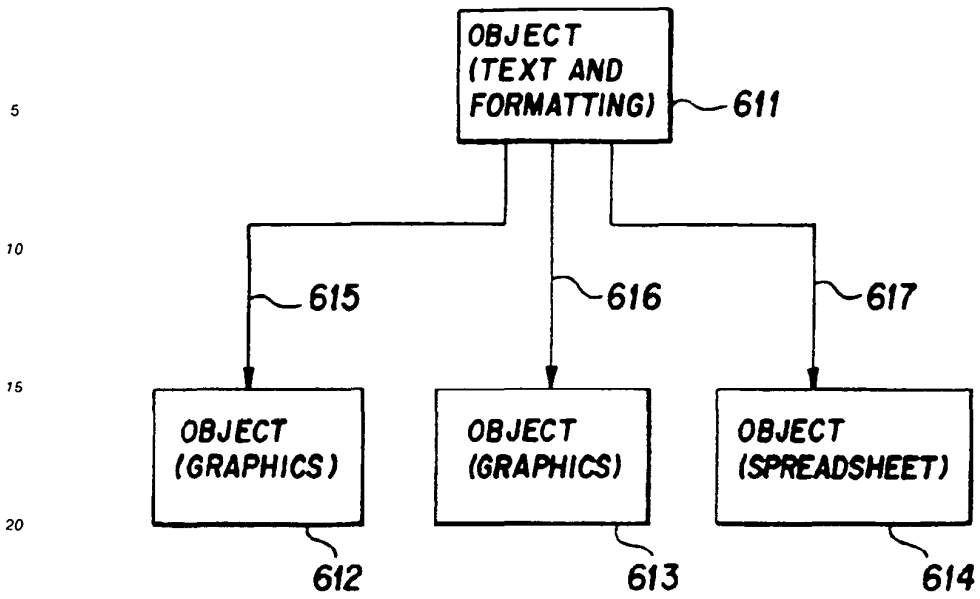 OBJECT
(TEXT AND
FORMATTING)
5
611
10
615
616
617
15
OBJECT
(GRAPHICS)
OBJECT
(GRAPHICS)
OBJECT
(SPREADSHEET)
20
612
613
614